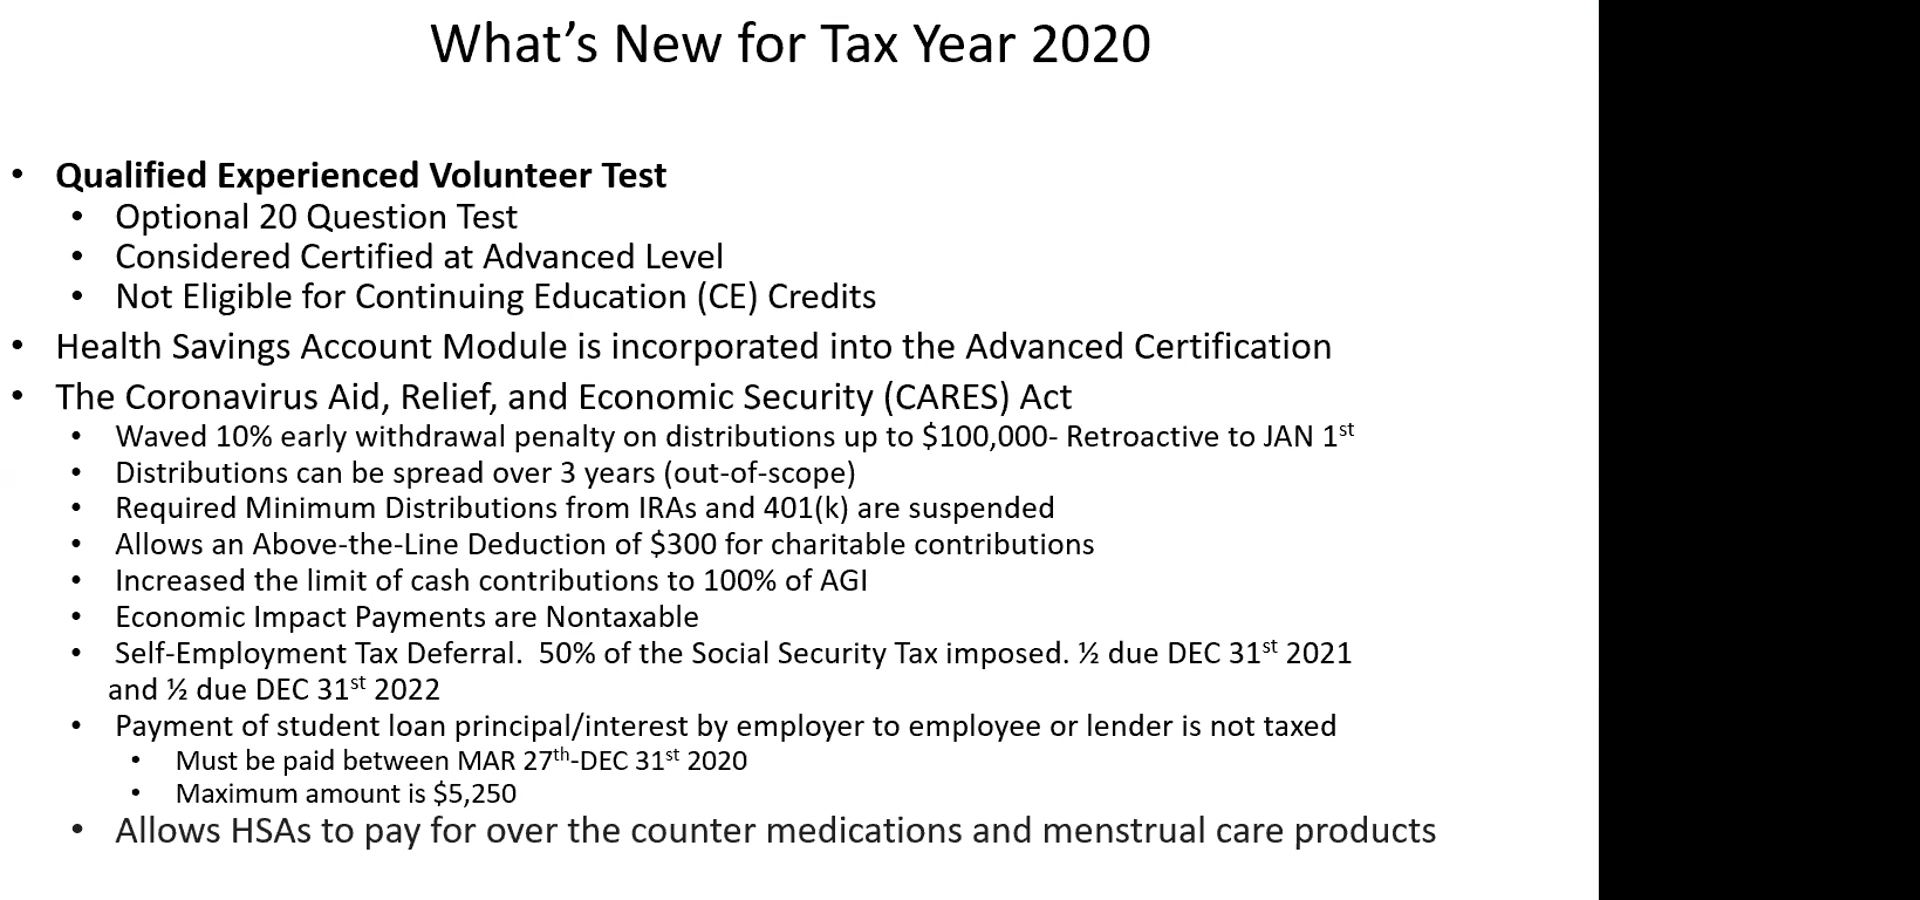 What’s New for Tax Year 2020
• Qualified Experienced Volunteer Test
• Optional 20 Question Test
• Considered Certified at Advanced Level
• Not Eligible for Continuing Education (CE) Credits
• Health Savings Account Module is incorporated into the Advanced Certification
• The Coronavirus Aid, Relief, and Economic Security (CARES) Act
• Waved 10% early withdrawal penalty on distributions up to $100,000- Retroactive to JAN 1st
• Distributions can be spread over 3 years (out-of-scope)
• Required Minimum Distributions from IRAs and 401(k) are suspended
• Allows an Above-the-Line Deduction of $300 for charitable contributions
• Increased the limit of cash contributions to 100% of AGI
• Economic Impact Payments are Nontaxable
• Self-Employment Tax Deferral.  50% of the Social Security Tax imposed. ½ due DEC 31st 2021
and ½ due DEC 31st 2022
• Payment of student loan principal/interest by employer to employee or lender is not taxed
• Must be paid between MAR 27th-DEC 31st 2020
• Maximum amount is $5,250
• Allows HSAs to pay for over the counter medications and menstrual care products